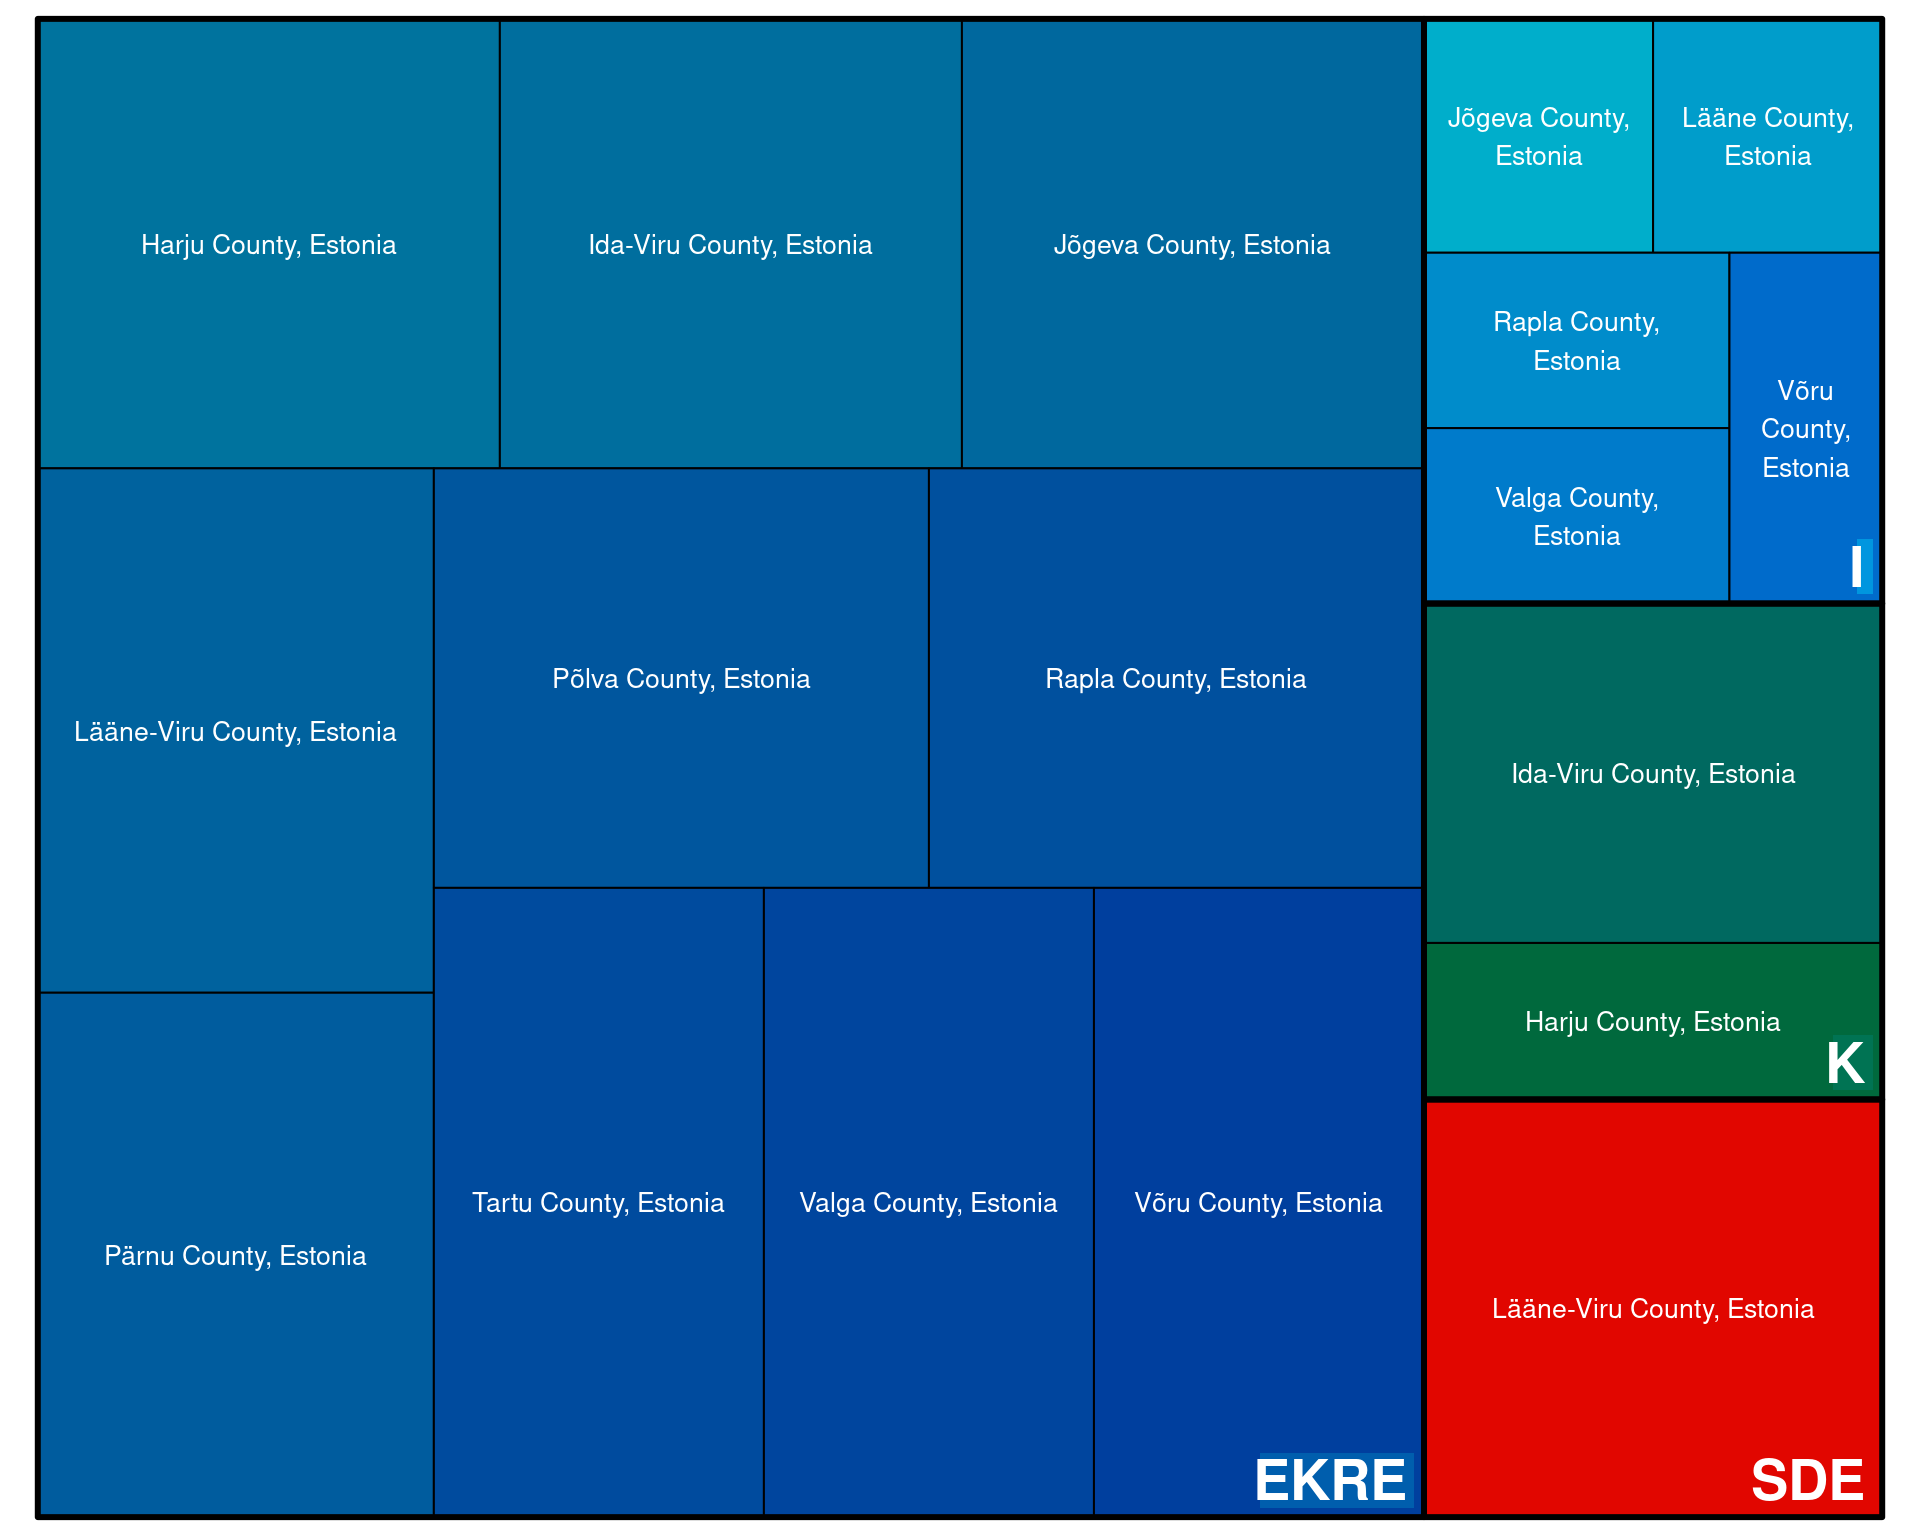 Harju County, Estonia
Ida-Viru County, Estonia
Jõgeva County, Estonia
Lääne-Viru County, Estonia
Põlva County, Estonia
Rapla County, Estonia
Pärnu County, Estonia
Tartu County, Estonia
Valga County, Estonia
Võru County, Estonia
EKRE
Jõgeva County,
Estonia
Lääne County,
Estonia
Rapla County,
Estonia
Valga County,
Estonia
Võru
County,
Estonia
I
Ida-Viru County, Estonia
Harju County, Estonia
K
Lääne-Viru County, Estonia
SDE